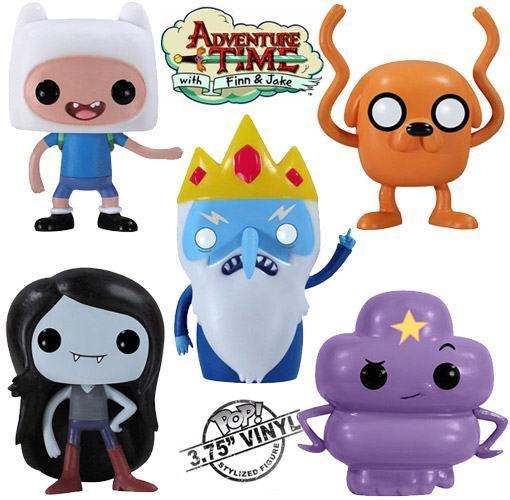 ADVENTURE
TIME
with Finn & Jake
POP!
3.75" VINYL
STYLIZED FIGURE